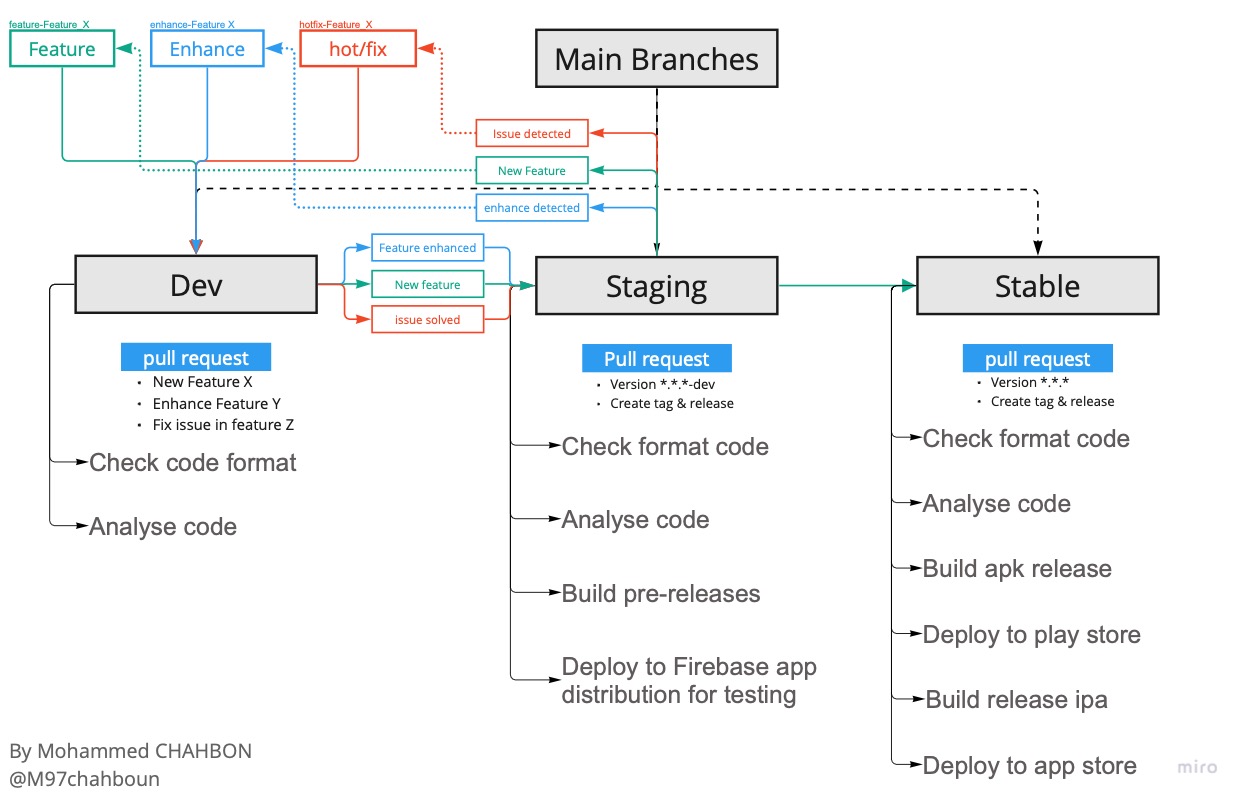 feature-Feature_X
enhance-Feature X
hotfix-Feature_X
Feature
Enhance
hot/fix
Main Branches
Issue detected
New Feature
enhance detected
Feature enhanced
New feature
issue solved
Dev
pull request
· New Feature X
· Enhance Feature Y
· Fix issue in feature Z
Check code format
Analyse code
Staging
Pull request
· Version *.*.*-dev
· Create tag & release
Check format code
Analyse code
Build pre-releases
Deploy to Firebase app
distribution for testing
Stable
pull request
· Version *.*.*
· Create tag & release
Check format code
Analyse code
Build apk release
Deploy to play store
Build release ipa
Deploy to app store
By Mohammed CHAHBON
@M97chahboun
miro